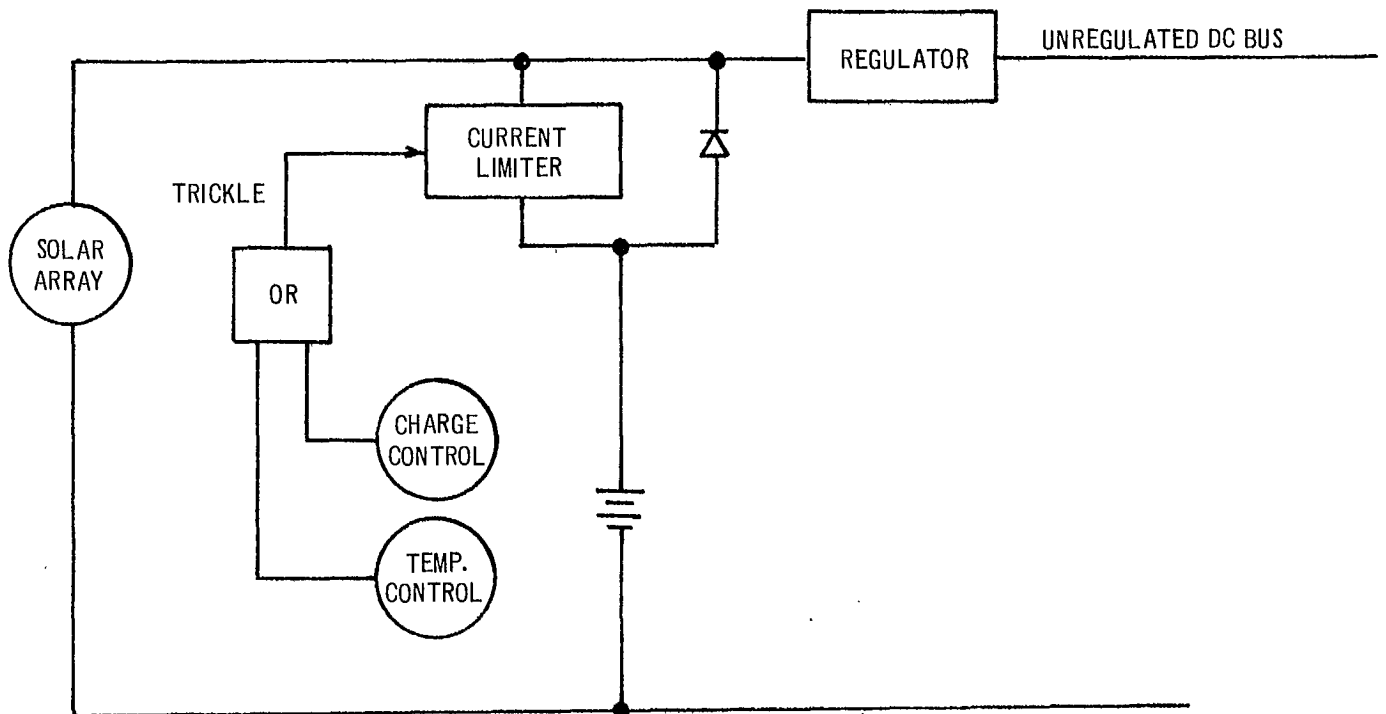 REGULATOR
UNREGULATED DC BUS
CURRENT
LIMITER
TRICKLE
SOLAR
ARRAY
OR
CHARGE
CONTROL
TEMP.
CONTROL